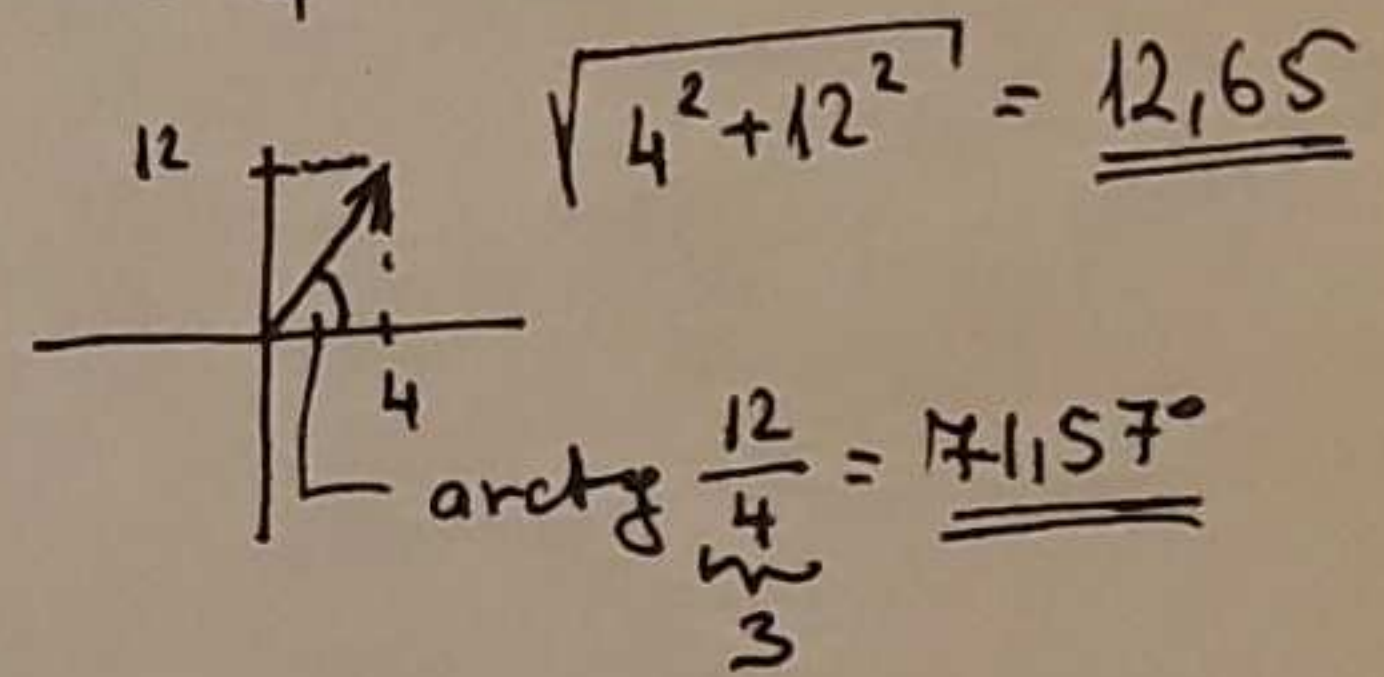 √4²+12² = 12,65
12
4
arctg 12/4 = 71,57°
3